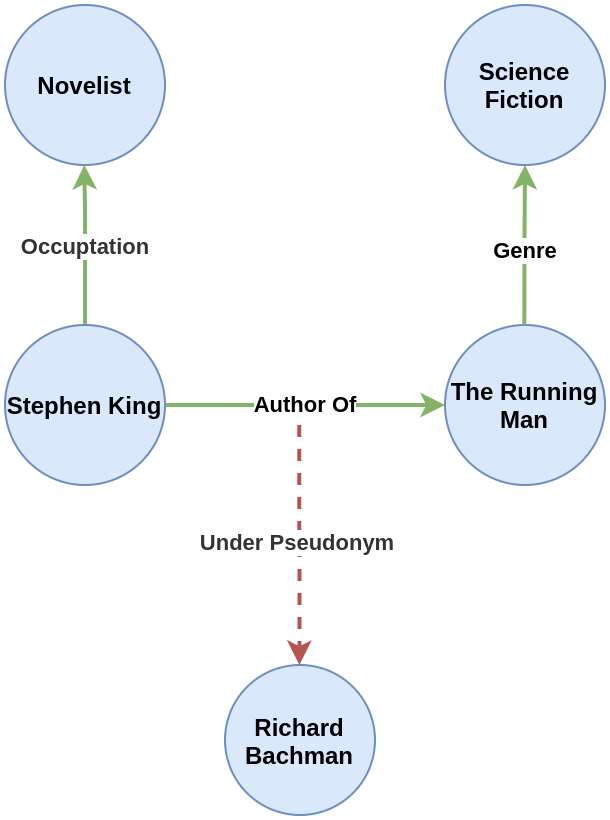 Novelist
Science
Fiction
Occuptation
Genre
Stephen King
Author Of
The Running
Man
Under Pseudonym
Richard
Bachman